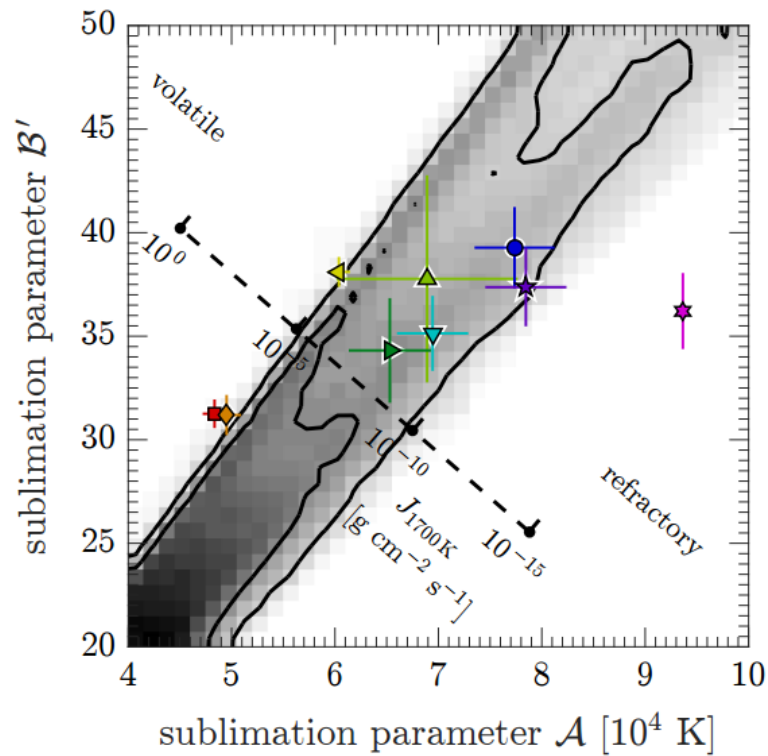 50
45
40
35
30
25
20
4 5 6 7 8 9 10
sublimation parameter 𝓑′
sublimation parameter 𝓐 [10⁴ K]
volatile
10⁰
10⁻⁵
10⁻¹⁰
10⁻¹⁵
J₁₇₀₀K
[g cm⁻² s⁻¹]
refractory